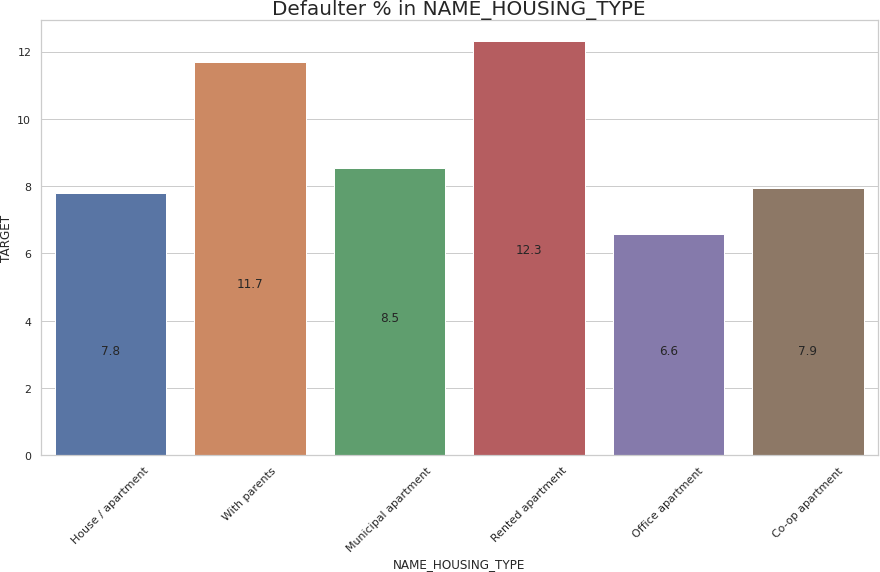 Defaulter % in NAME_HOUSING_TYPE
TARGET
12
10
8
6
4
2
0
7.8
11.7
8.5
12.3
6.6
7.9
House / apartment
With parents
Municipal apartment
Rented apartment
Office apartment
Co-op apartment
NAME_HOUSING_TYPE